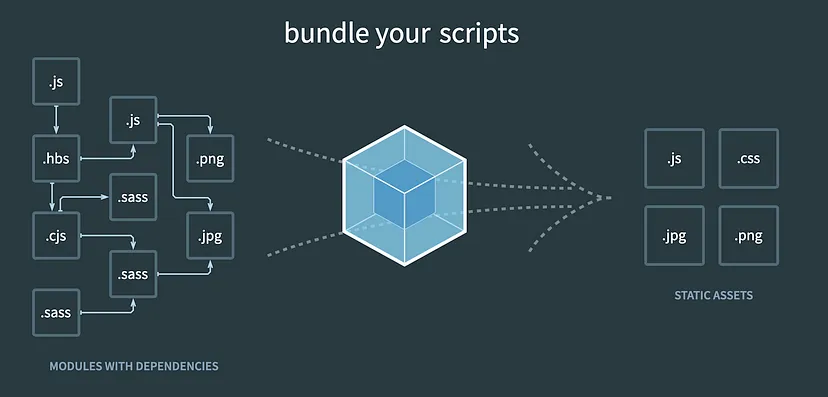 bundle your scripts
.js
.js
.hbs
.png
.js
.css
.sass
.cjs
.jpg
.jpg
.png
.sass
.sass
STATIC ASSETS
MODULES WITH DEPENDENCIES